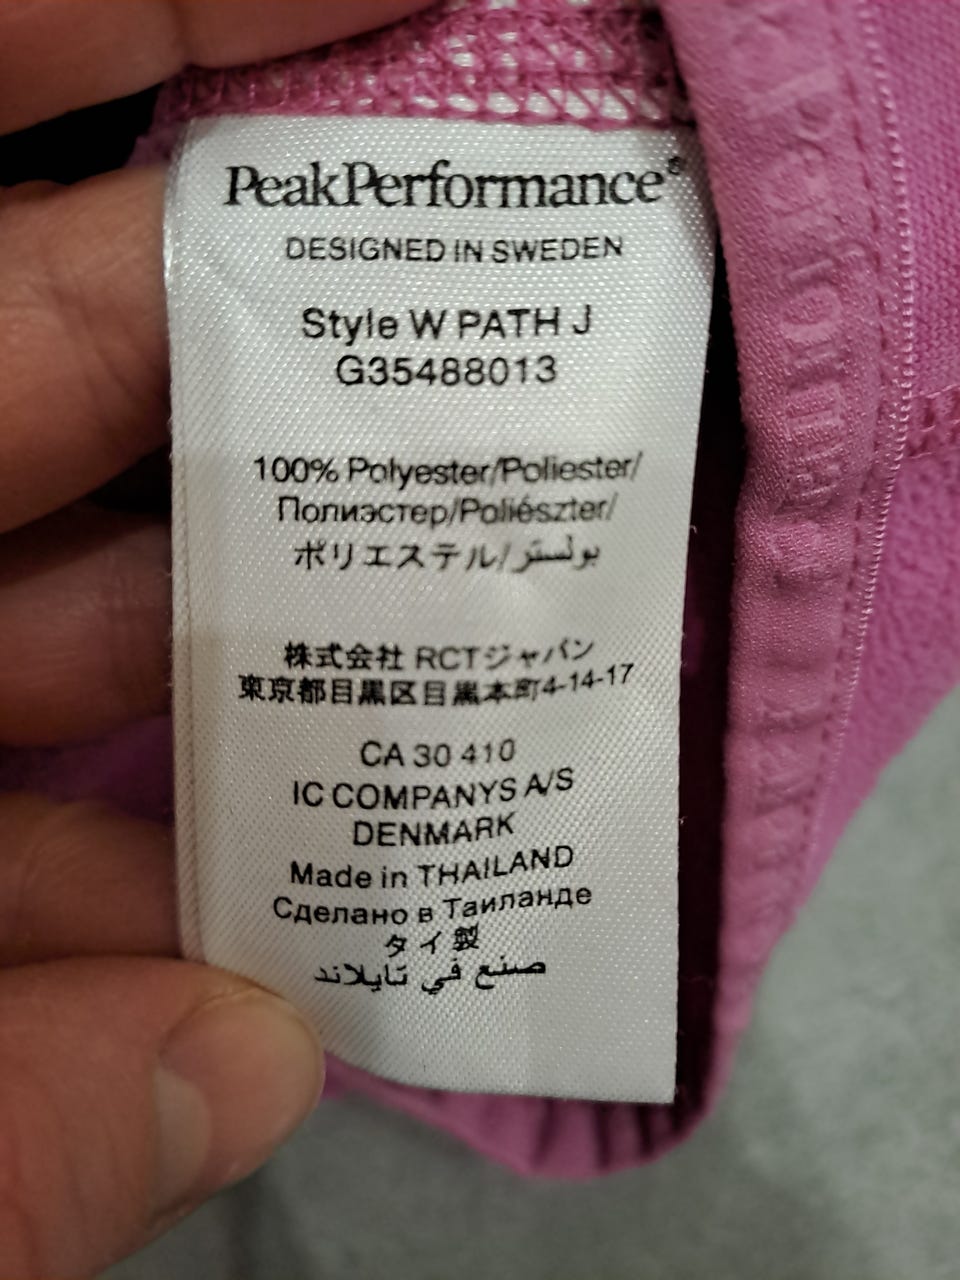 PeakPerformance®
DESIGNED IN SWEDEN
Style W PATH J
G35488013
100% Polyester/Poliester/
Полиэстер/Poliészter/
ポリエステル/بولستر
株式会社 RCTジャパン
東京都目黒区目黒本町4-14-17
CA 30 410
IC COMPANYS A/S
DENMARK
Made in THAILAND
Сделано в Таиланде
タイ製
صنع في تايلاند